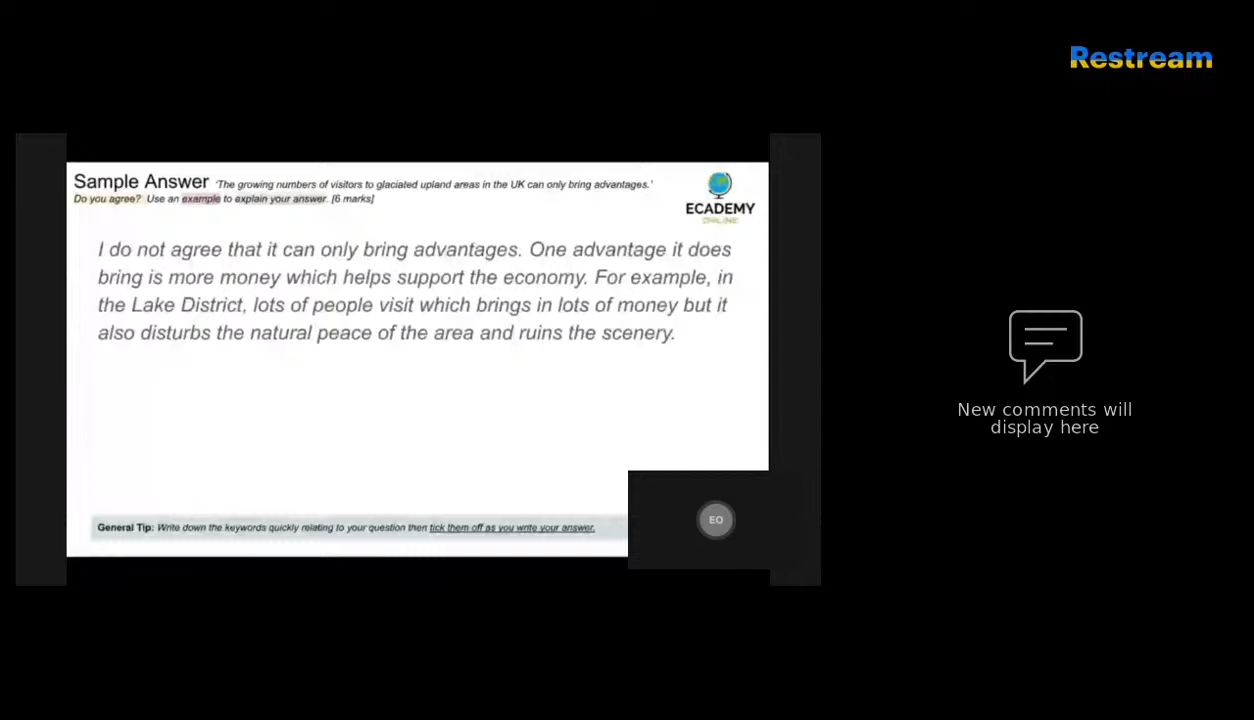 Restream
Sample Answer 'The growing numbers of visitors to glaciated upland areas in the UK can only bring advantages.'
Do you agree? Use an example to explain your answer. [6 marks]
ECADEMY
ONLINE
I do not agree that it can only bring advantages. One advantage it does
bring is more money which helps support the economy. For example, in
the Lake District, lots of people visit which brings in lots of money but it
also disturbs the natural peace of the area and ruins the scenery.
New comments will
display here
EO
General Tip: Write down the keywords quickly relating to your question then tick them off as you write your answer.